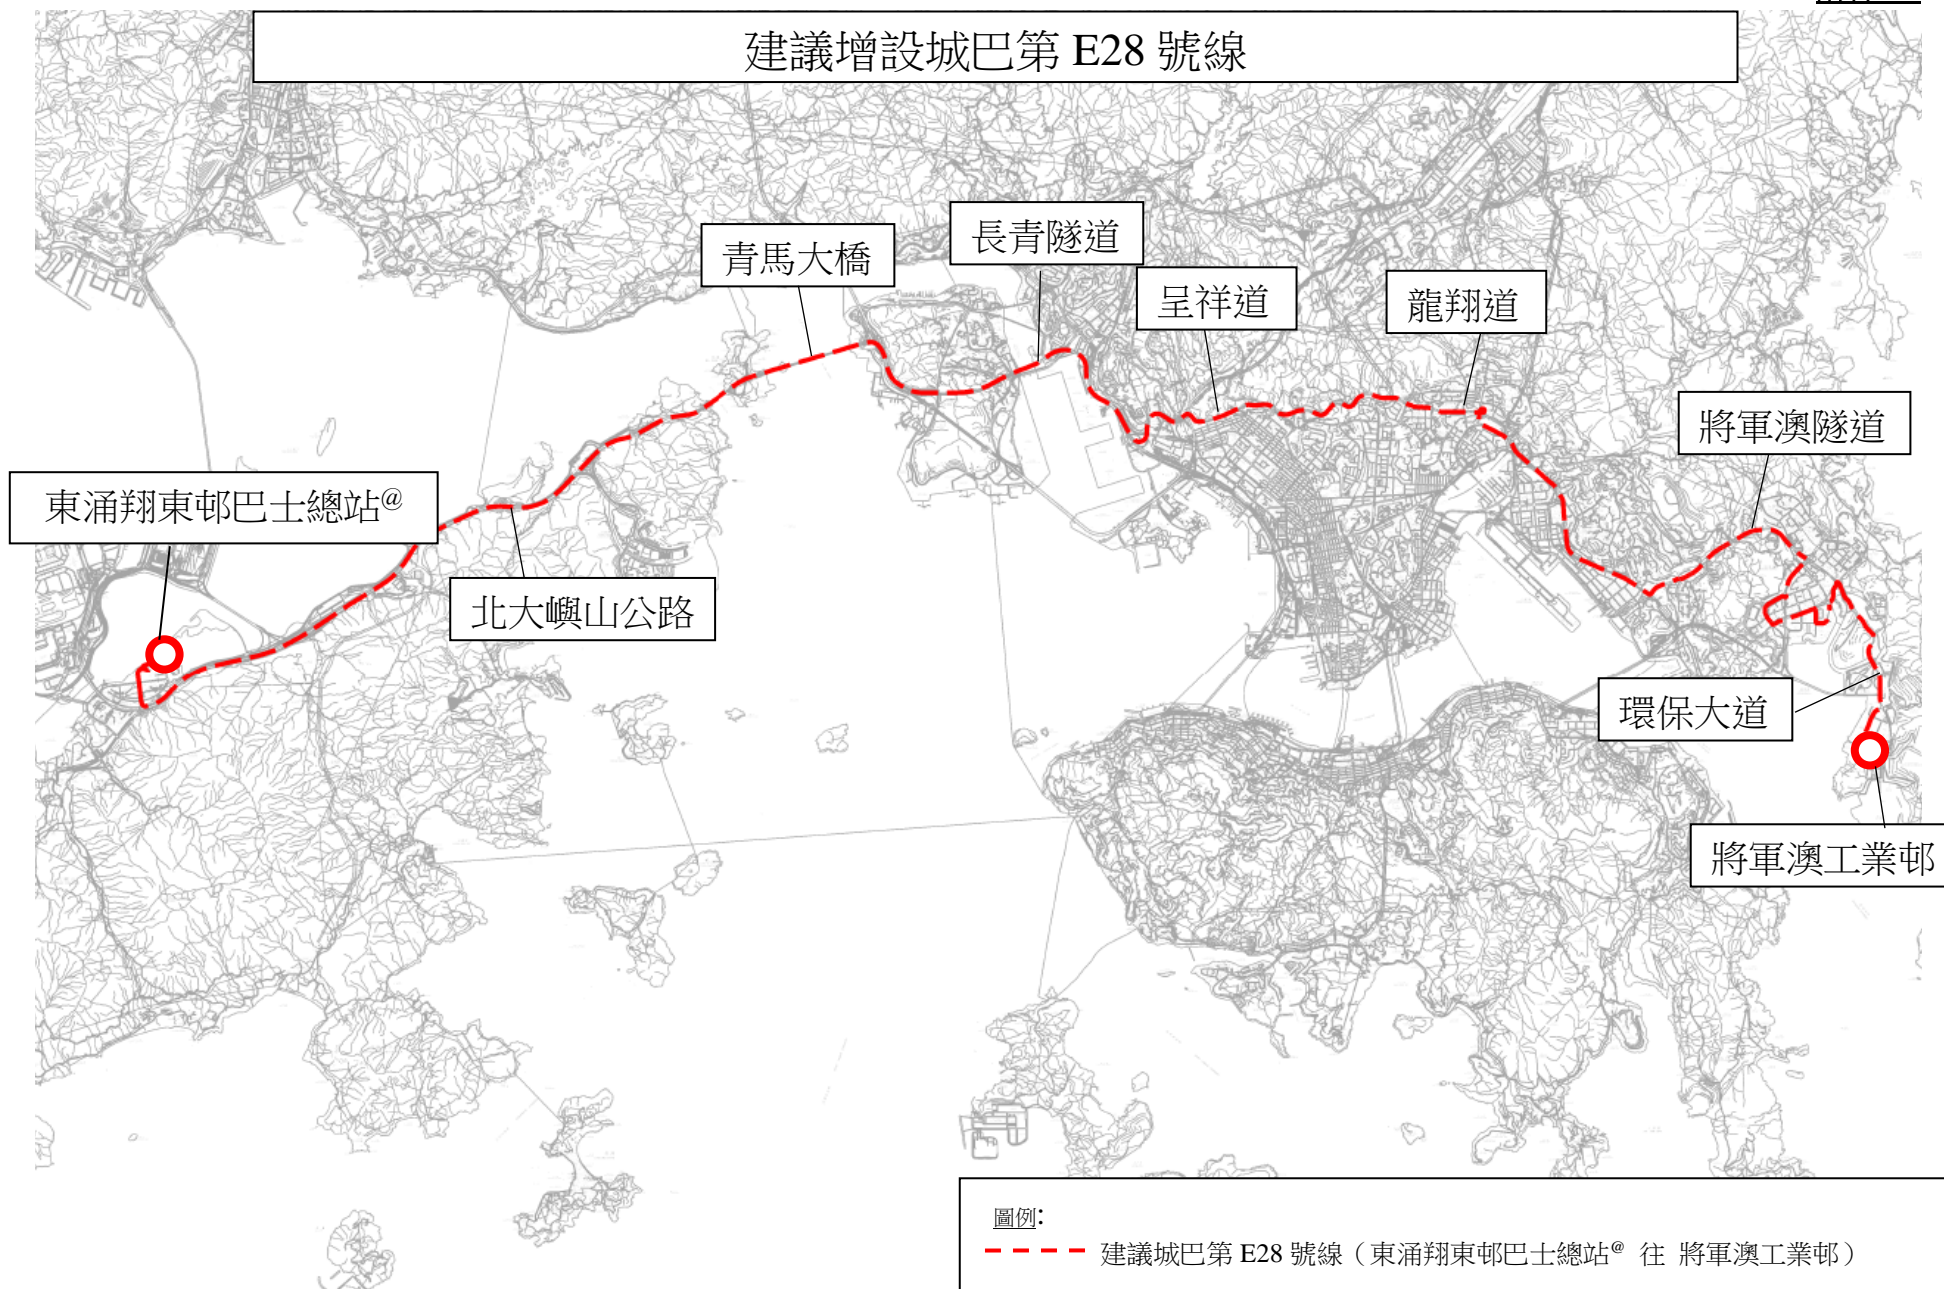 建議增設城巴第 E28 號線
長青隧道
青馬大橋
呈祥道
龍翔道
將軍澳隧道
東涌翔東邨巴士總站@
北大嶼山公路
環保大道
將軍澳工業邨
圖例:
建議城巴第 E28 號線（東涌翔東邨巴士總站@ 往 將軍澳工業邨）